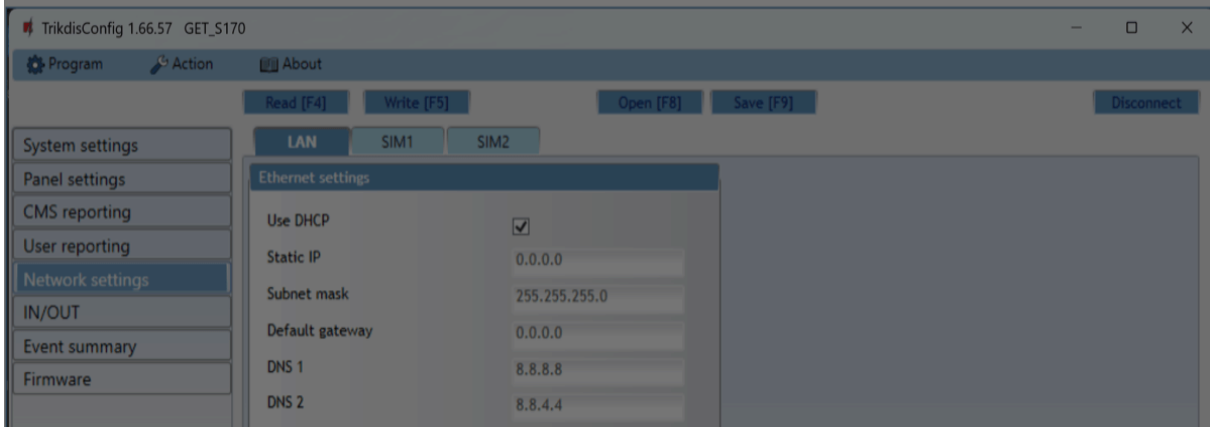 TrikdisConfig 1.66.57 GET_S170
Program Action About
Read [F4] Write [F5] Open [F8] Save [F9] Disconnect
System settings
Panel settings
CMS reporting
User reporting
Network settings
IN/OUT
Event summary
Firmware
LAN SIM1 SIM2
Ethernet settings
Use DHCP
Static IP 0.0.0.0
Subnet mask 255.255.255.0
Default gateway 0.0.0.0
DNS 1 8.8.8.8
DNS 2 8.8.4.4